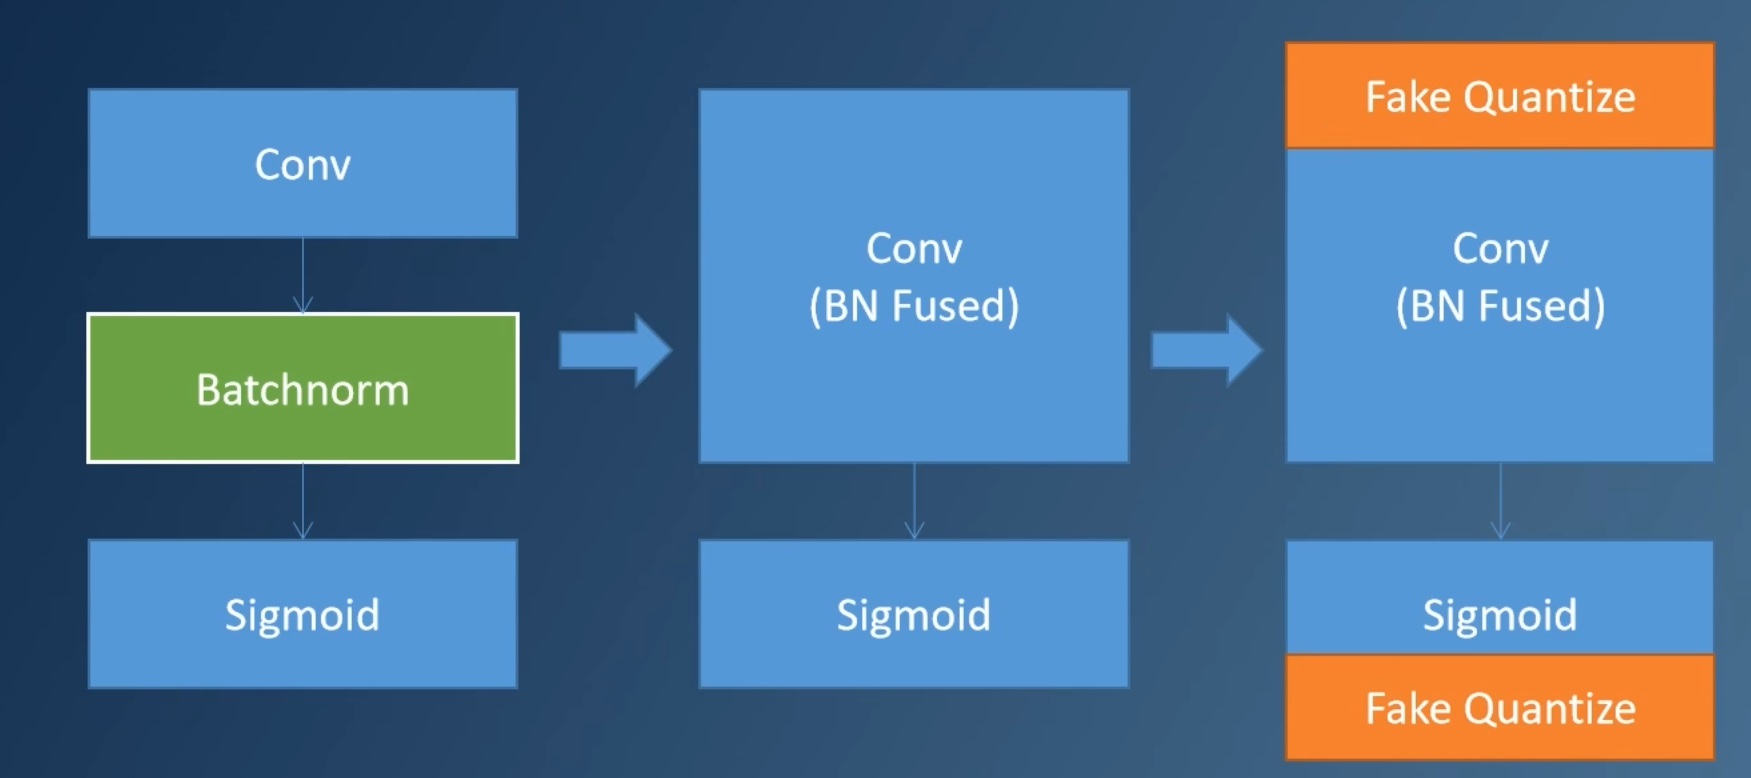 Conv
Batchnorm
Sigmoid
Conv
(BN Fused)
Sigmoid
Fake Quantize
Conv
(BN Fused)
Sigmoid
Fake Quantize